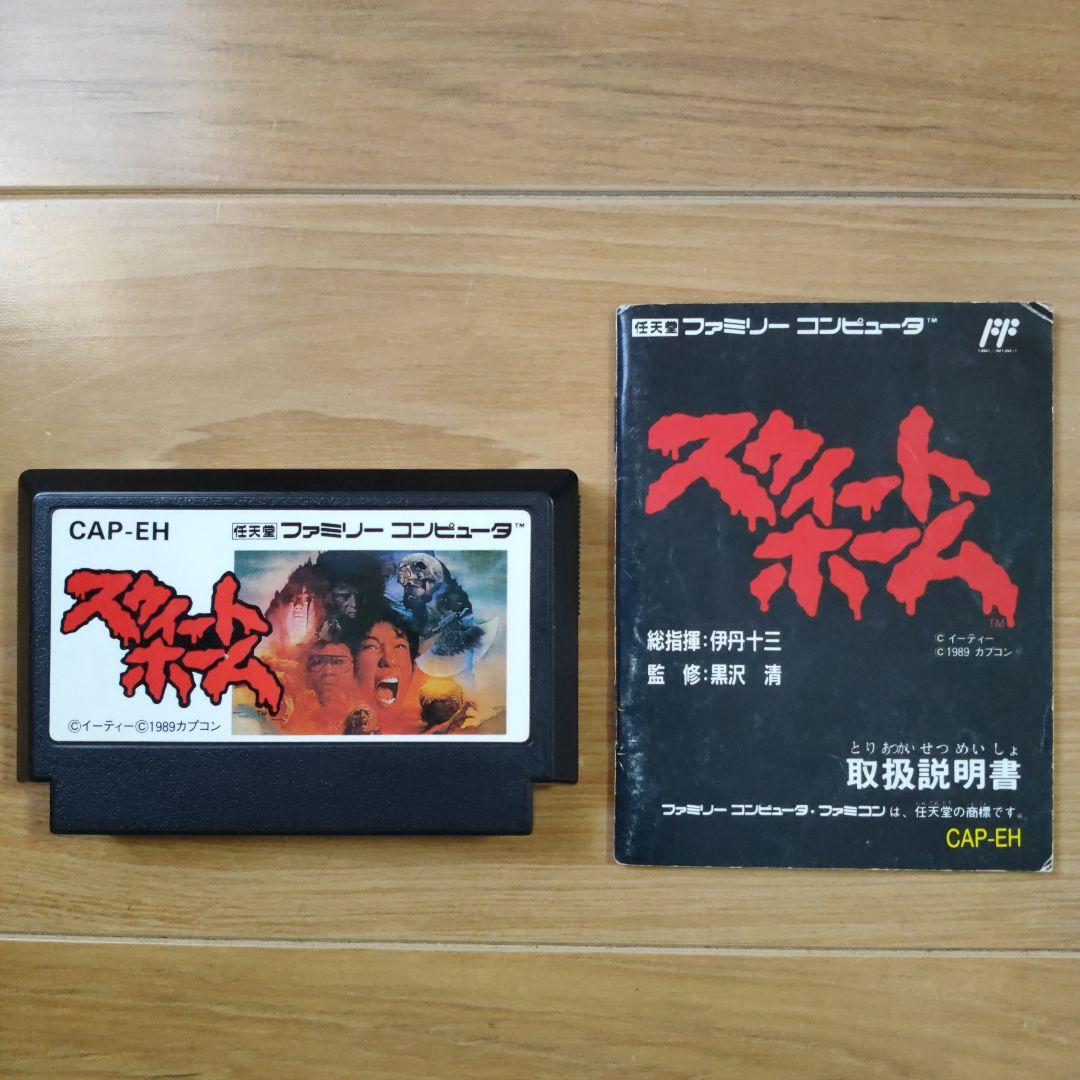 CAP-EH
任天堂 ファミリー コンピュータ™
スウィート
ホーム
TM
©イーティー©1989カプコン
任天堂 ファミリー コンピュータ™
スウィート
ホーム
TM
総指揮:伊丹十三
監 修:黒沢 清
© イーティー
© 1989 カプコン
とりあつかいせつめいしょ
取扱説明書
ファミリー コンピュータ・ファミコンは、任天堂の商標です。
CAP-EH